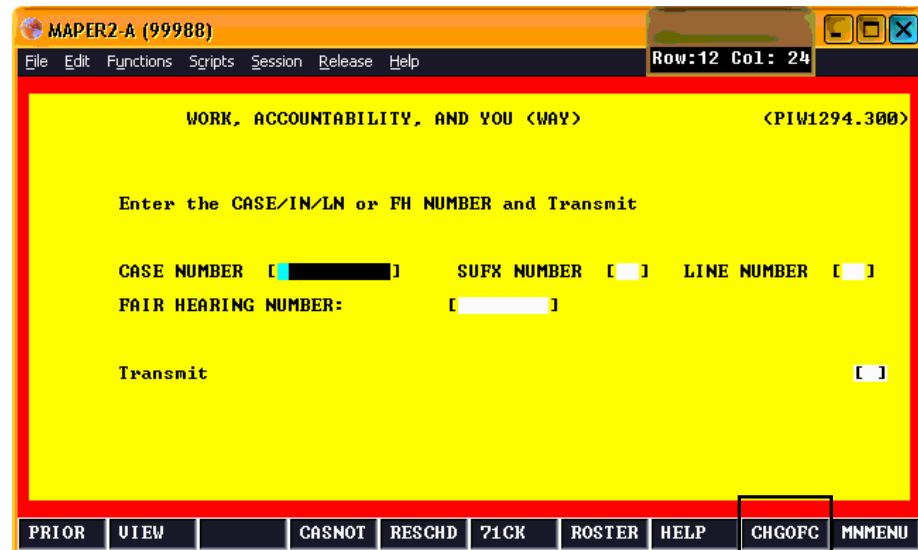 MAPER2-A (99988)
File Edit Functions Scripts Session Release Help Row:12 Col: 24
WORK, ACCOUNTABILITY, AND YOU (WAY) (PIW1294.300)
Enter the CASE/IN/LN or FH NUMBER and Transmit
CASE NUMBER [ ] SUFX NUMBER [ ] LINE NUMBER [ ]
FAIR HEARING NUMBER: [ ]
Transmit [ ]
PRIOR VIEW CASNOT RESCHD 71CK ROSTER HELP CHGOFC MNMENU